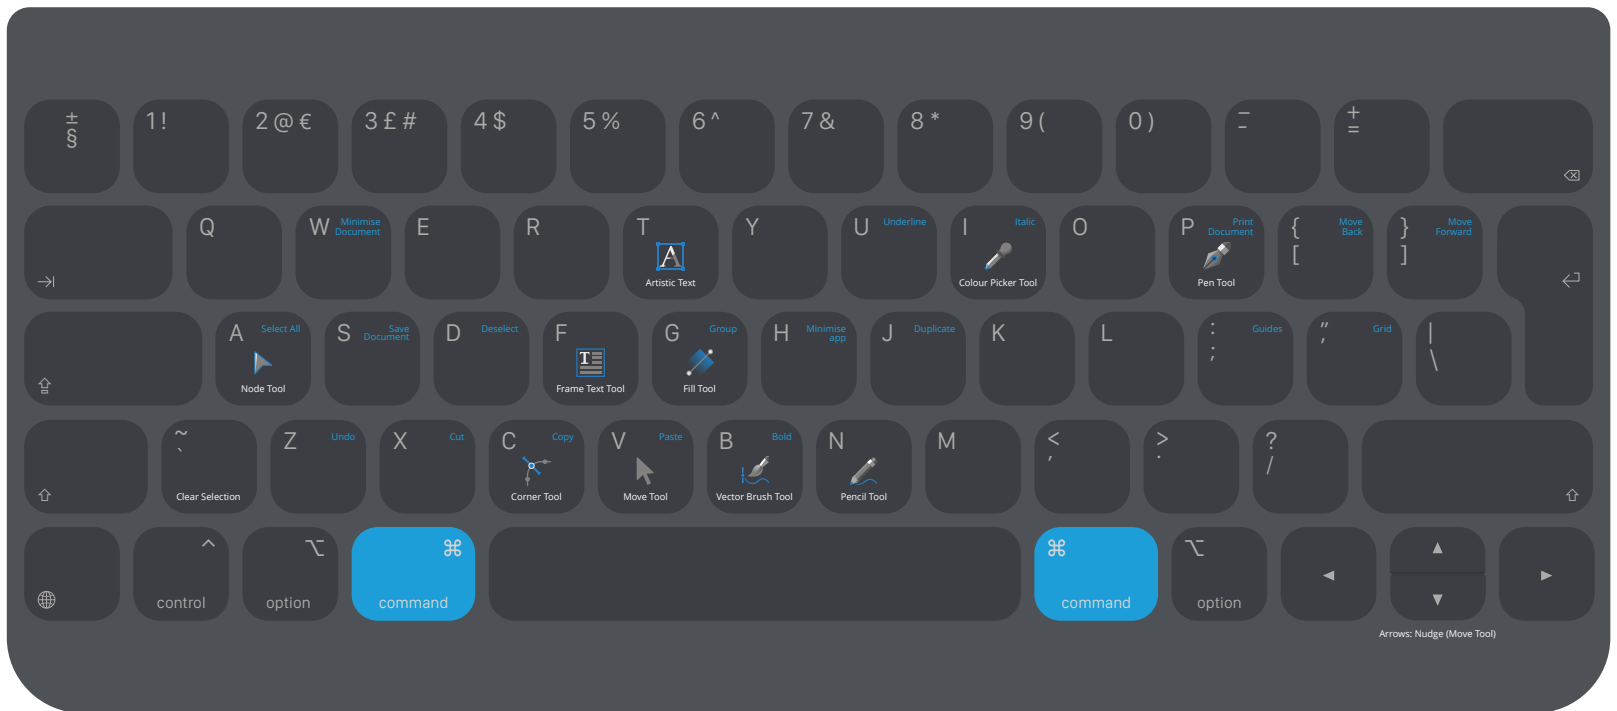 ± 1! 2@€ 3£# 4$ 5% 6^ 7& 8* 9( 0) – +
§ - =
Q W Minimise E R T Y U Underline I Italic O P Print { Move } Move
Document Document Back Forward
[ ]
A
Artistic Text Colour Picker Tool Pen Tool
A Select All S Save D Deselect F G Group H Minimise J Duplicate K L : Guides " Grid |
Document app
; , \
T
Node Tool Frame Text Tool Fill Tool
~ Z Undo X Cut C Copy V Paste B Bold N M < > ?
` , . /
Clear Selection Corner Tool Move Tool Vector Brush Tool Pencil Tool
^ ⌥ ⌘ ⌘ ⌥ ▲
◀ ▶
control option command command option ▼
Arrows: Nudge (Move Tool)